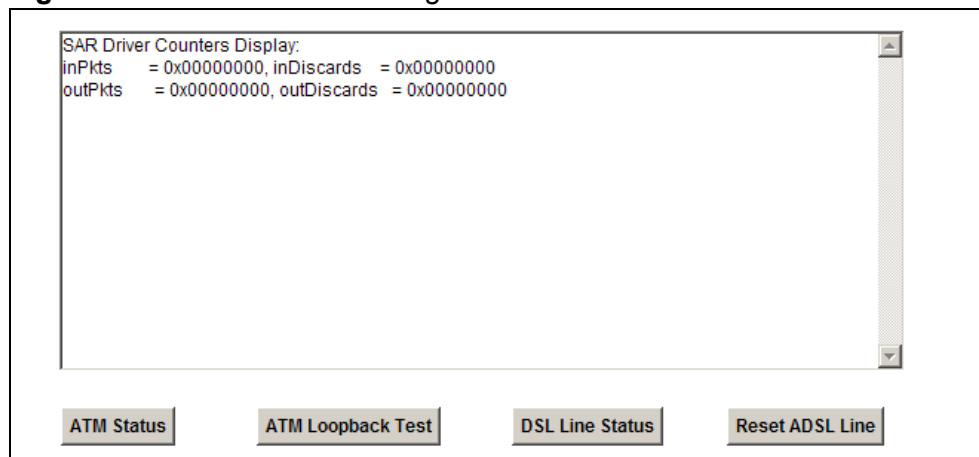 SAR Driver Counters Display:
inPkts = 0x00000000, inDiscards = 0x00000000
outPkts = 0x00000000, outDiscards = 0x00000000
ATM Status
ATM Loopback Test
DSL Line Status
Reset ADSL Line